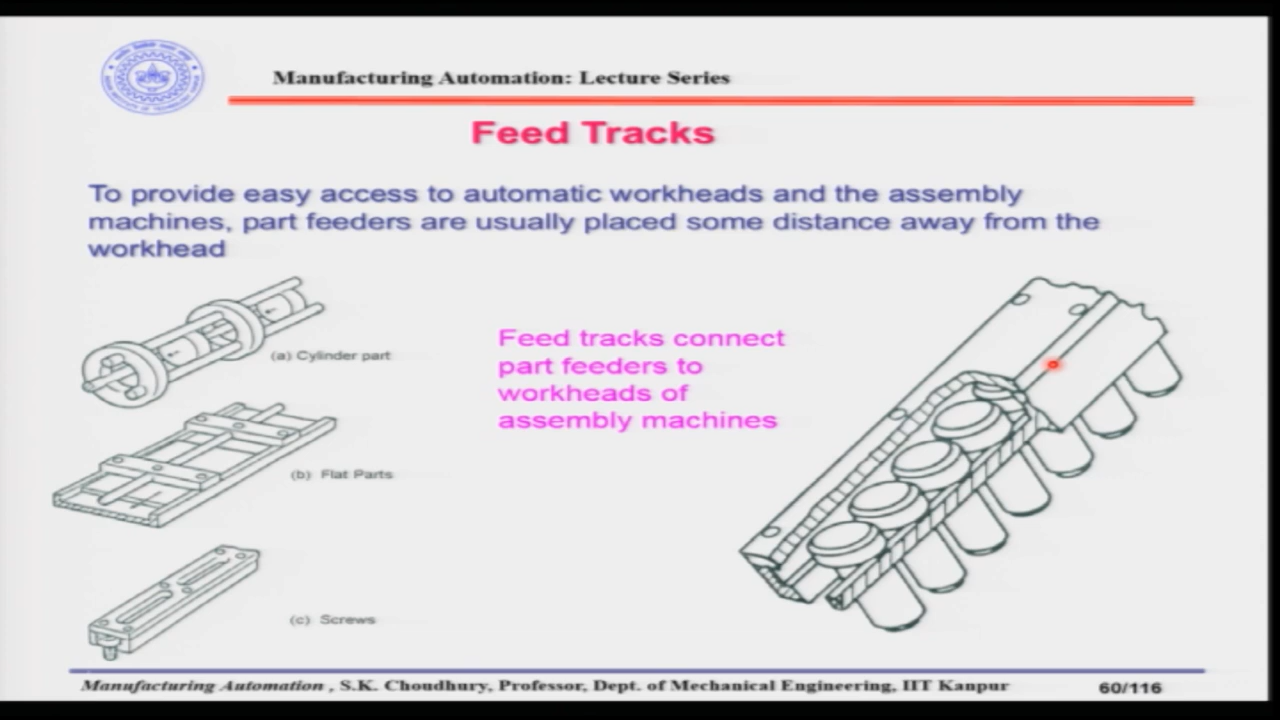 Manufacturing Automation: Lecture Series
Feed Tracks
To provide easy access to automatic workheads and the assembly
machines, part feeders are usually placed some distance away from the
workhead
(a) Cylinder part
Feed tracks connect
part feeders to
workheads of
assembly machines
(b) Flat Parts
(c) Screws
Manufacturing Automation , S.K. Choudhury, Professor, Dept. of Mechanical Engineering, IIT Kanpur
60/116